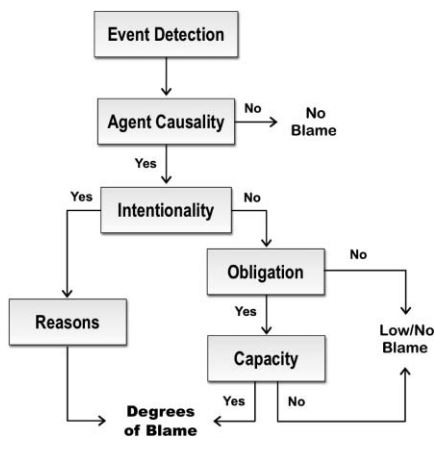 Event Detection
Agent Causality
No
No
Blame
Yes
Yes
Intentionality
No
Obligation
No
Reasons
Yes
Low/No
Blame
Capacity
Degrees
of Blame
Yes
No